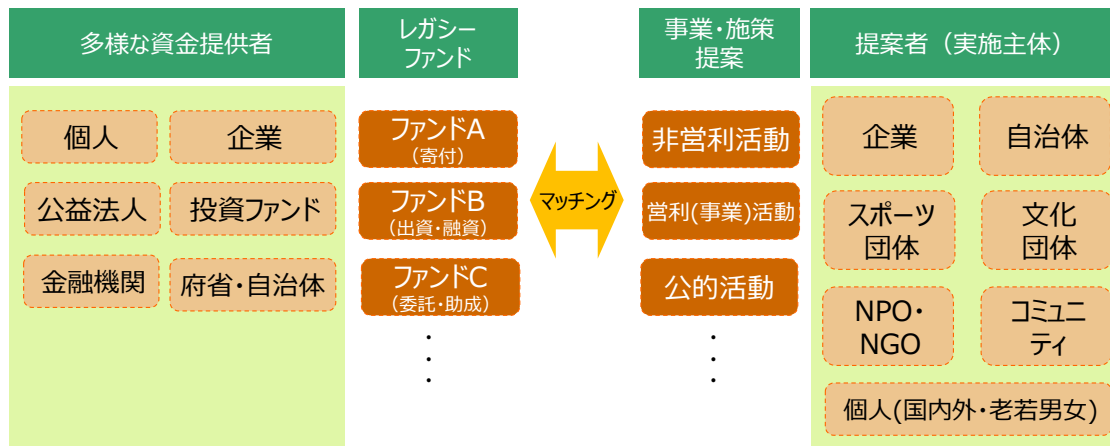 多様な資金提供者
個人
企業
公益法人
投資ファンド
金融機関
府省・自治体
レガシー
ファンド
ファンドA
(寄付)
ファンドB
(出資・融資)
ファンドC
(委託・助成)
・
・
・
マッチング
事業・施策
提案
非営利活動
営利(事業)活動
公的活動
・
・
・
提案者（実施主体）
企業
自治体
スポーツ
団体
文化
団体
NPO・
NGO
コミュニ
ティ
個人(国内外・老若男女)